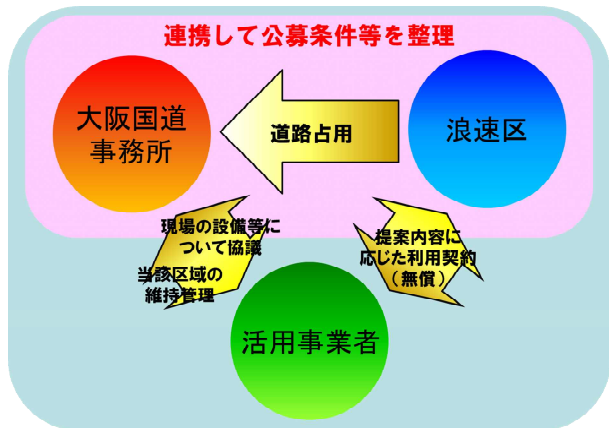 連携して公募条件等を整理
大阪国道
事務所
道路占用
浪速区
現場の設備等に
ついて協議
当該区域の
維持管理
提案内容に
応じた利用契約
（無償）
活用事業者